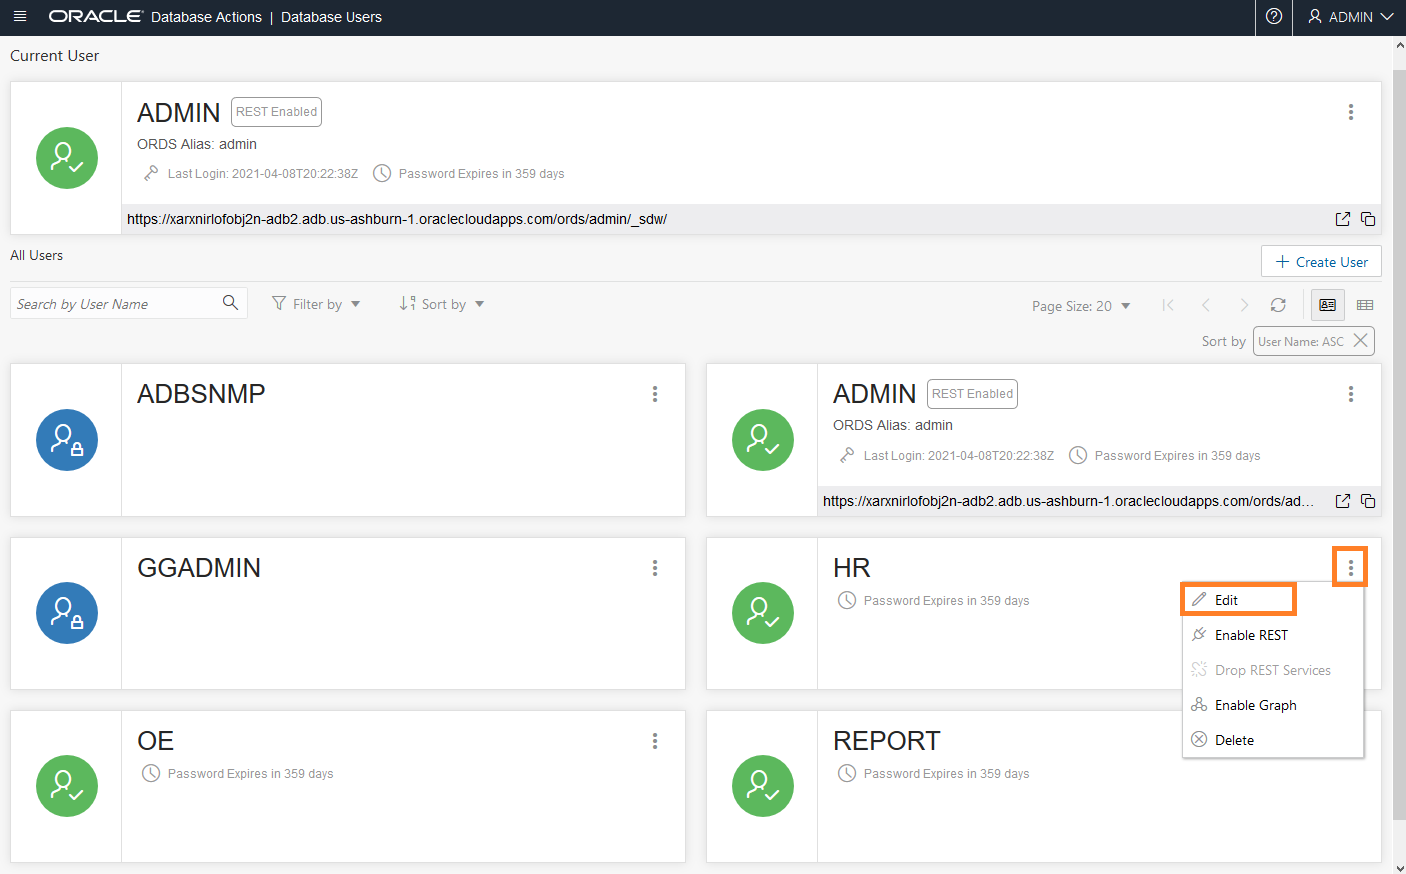 ORACLE Database Actions | Database Users
ADMIN
Current User
ADMIN REST Enabled
ORDS Alias: admin
Last Login: 2021-04-08T20:22:38Z Password Expires in 359 days
https://xarxnirlofobj2n-adb2.adb.us-ashburn-1.oraclecloudapps.com/ords/admin/_sdw/
All Users
Create User
Search by User Name
Filter by
Sort by
Page Size: 20
Sort by User Name: ASC
ADBSNMP
ADMIN REST Enabled
ORDS Alias: admin
Last Login: 2021-04-08T20:22:38Z Password Expires in 359 days
https://xarxnirlofobj2n-adb2.adb.us-ashburn-1.oraclecloudapps.com/ords/ad...
GGADMIN
HR
Password Expires in 359 days
Edit
Enable REST
Drop REST Services
Enable Graph
Delete
OE
Password Expires in 359 days
REPORT
Password Expires in 359 days